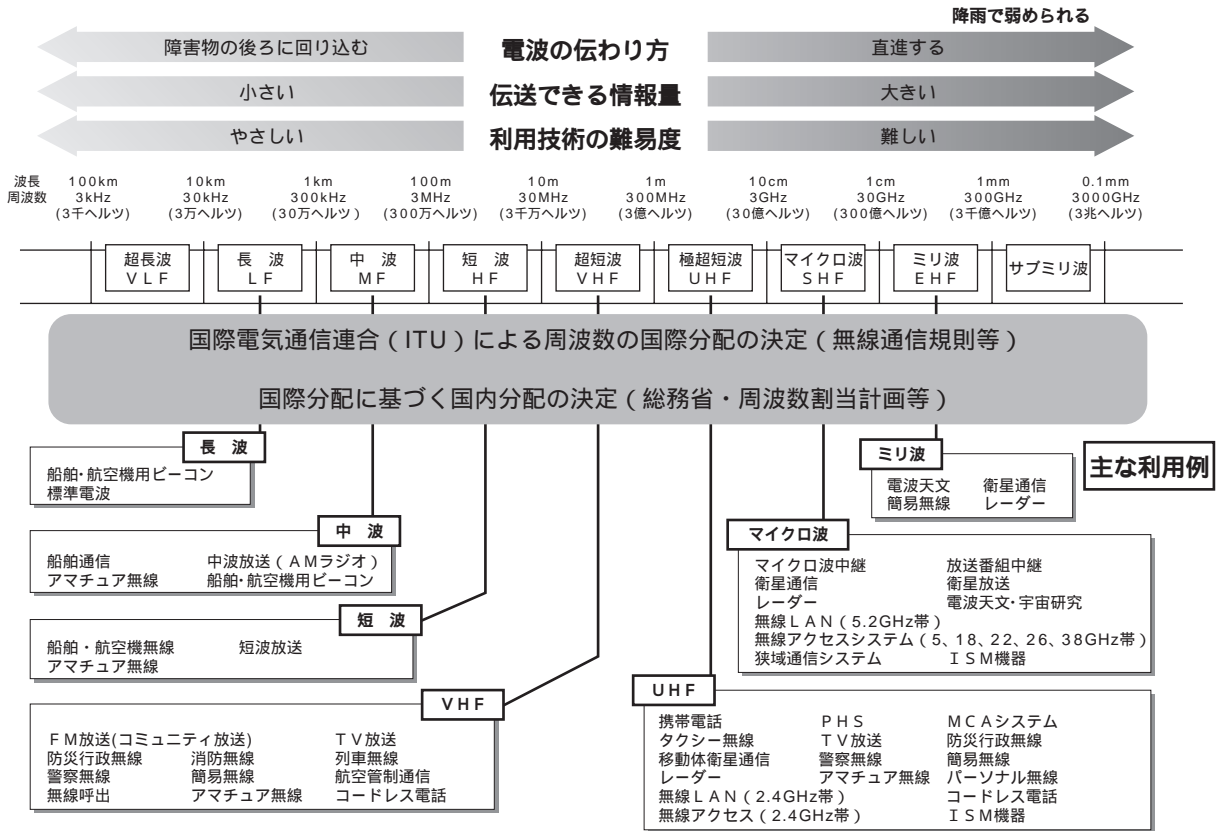 降雨で弱められる
障害物の後ろに回り込む 電波の伝わり方 直進する
小さい 伝送できる情報量 大きい
やさしい 利用技術の難易度 難しい
波長 100km 10km 1km 100m 10m 1m 10cm 1cm 1mm 0.1mm
周波数 3kHz 30kHz 300kHz 3MHz 30MHz 300MHz 3GHz 30GHz 300GHz 3000GHz
(3千ヘルツ) (3万ヘルツ) (30万ヘルツ) (300万ヘルツ) (3千万ヘルツ) (3億ヘルツ) (30億ヘルツ) (300億ヘルツ) (3千億ヘルツ) (3兆ヘルツ)
超長波 長 波 中 波 短 波 超短波 極超短波 マイクロ波 ミリ波 サブミリ波
VLF LF MF HF VHF UHF SHF EHF
国際電気通信連合(ITU)による周波数の国際分配の決定(無線通信規則等)
国際分配に基づく国内分配の決定(総務省・周波数割当計画等)
長 波
船舶・航空機用ビーコン
標準電波
中 波
船舶通信 中波放送(AMラジオ)
アマチュア無線 船舶・航空機用ビーコン
短 波
船舶・航空機無線 短波放送
アマチュア無線
VHF
FM放送(コミュニティ放送) TV放送
防災行政無線 消防無線 列車無線
警察無線 簡易無線 航空管制通信
無線呼出 アマチュア無線 コードレス電話
主な利用例
ミリ波
電波天文 衛星通信
簡易無線 レーダー
マイクロ波
マイクロ波中継 放送番組中継
衛星通信 衛星放送
レーダー 電波天文・宇宙研究
無線LAN(5.2GHz帯)
無線アクセスシステム(5、18、22、26、38GHz帯)
狭域通信システム ISM機器
UHF
携帯電話 PHS MCAシステム
タクシー無線 TV放送 防災行政無線
移動体衛星通信 警察無線 簡易無線
レーダー アマチュア無線 パーソナル無線
無線LAN(2.4GHz帯) コードレス電話
無線アクセス(2.4GHz帯) ISM機器